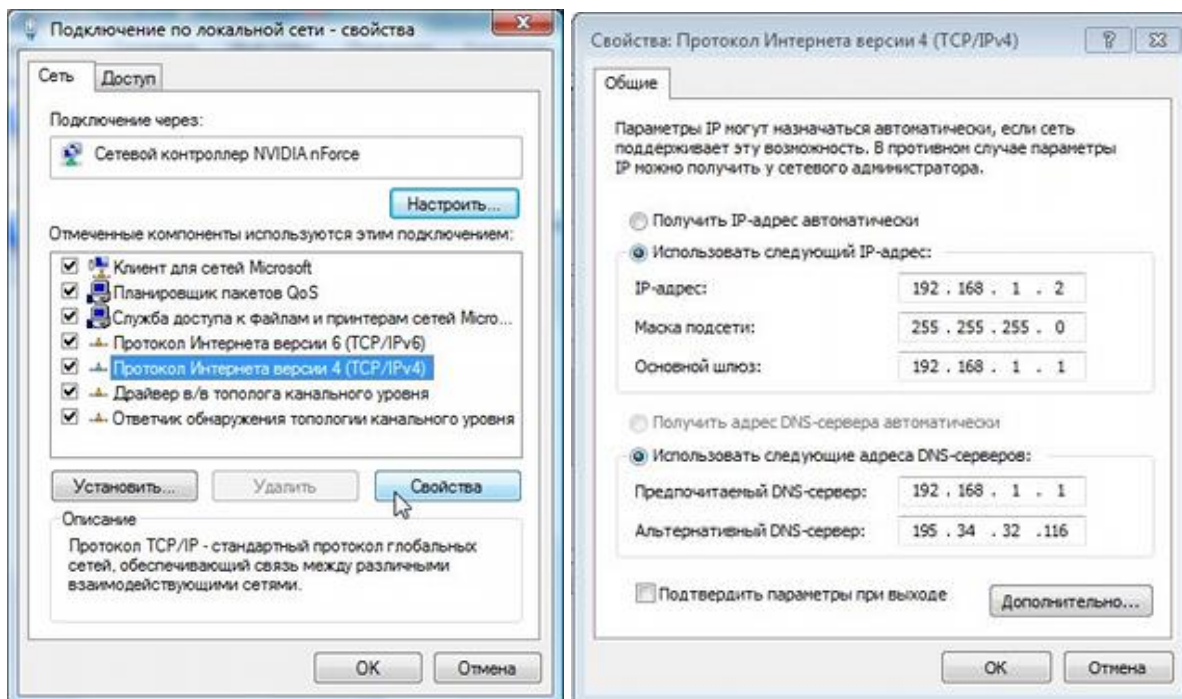 Подключение по локальной сети - свойства
Сеть
Доступ
Подключение через:
Сетевой контроллер NVIDIA nForce
Настроить...
Отмеченные компоненты используются этим подключением:
Клиент для сетей Microsoft
Планировщик пакетов QoS
Служба доступа к файлам и принтерам сетей Micro...
Протокол Интернета версии 6 (TCP/IPv6)
Протокол Интернета версии 4 (TCP/IPv4)
Драйвер в/в тополога канального уровня
Ответчик обнаружения топологии канального уровня
Установить...
Удалить
Свойства
Описание
Протокол TCP/IP - стандартный протокол глобальных
сетей, обеспечивающий связь между различными
взаимодействующими сетями.
ОК
Отмена
Свойства: Протокол Интернета версии 4 (TCP/IPv4)
Общие
Параметры IP могут назначаться автоматически, если сеть
поддерживает эту возможность. В противном случае параметры
IP можно получить у сетевого администратора.
Получить IP-адрес автоматически
Использовать следующий IP-адрес:
IP-адрес: 192 . 168 . 1 . 2
Маска подсети: 255 . 255 . 255 . 0
Основной шлюз: 192 . 168 . 1 . 1
Получить адрес DNS-сервера автоматически
Использовать следующие адреса DNS-серверов:
Предпочитаемый DNS-сервер: 192 . 168 . 1 . 1
Альтернативный DNS-сервер: 195 . 34 . 32 .116
Подтвердить параметры при выходе
Дополнительно...
ОК
Отмена